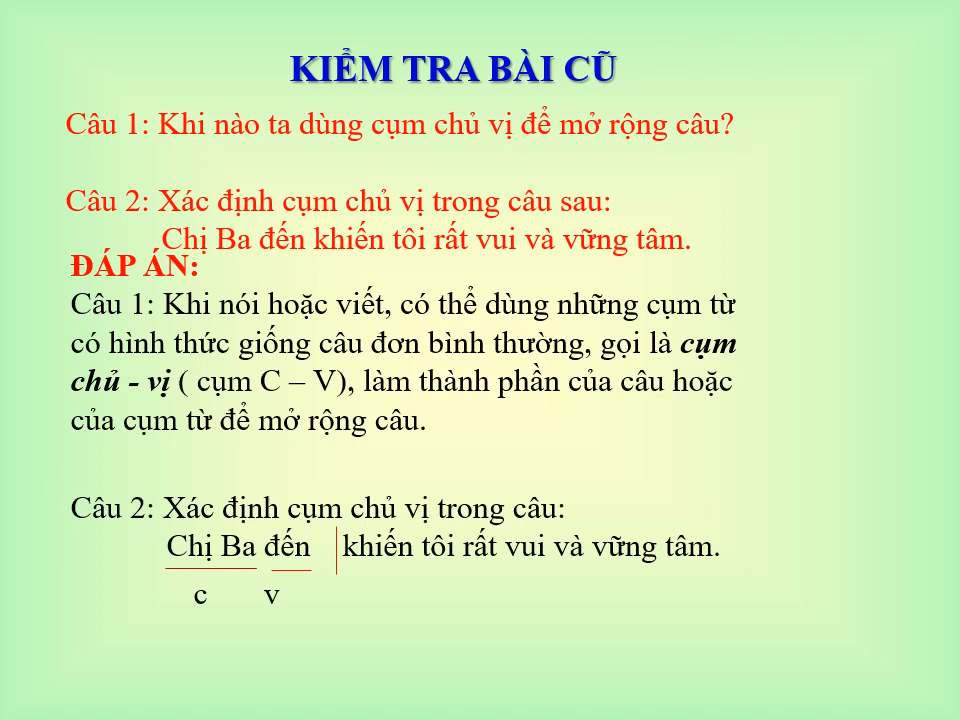 KIỂM TRA BÀI CŨ
Câu 1: Khi nào ta dùng cụm chủ vị để mở rộng câu?
Câu 2: Xác định cụm chủ vị trong câu sau:
Chị Ba đến khiến tôi rất vui và vững tâm.
ĐÁP ÁN:
Câu 1: Khi nói hoặc viết, có thể dùng những cụm từ
có hình thức giống câu đơn bình thường, gọi là cụm
chủ - vị ( cụm C – V), làm thành phần của câu hoặc
của cụm từ để mở rộng câu.
Câu 2: Xác định cụm chủ vị trong câu:
Chị Ba đến khiến tôi rất vui và vững tâm.
c v